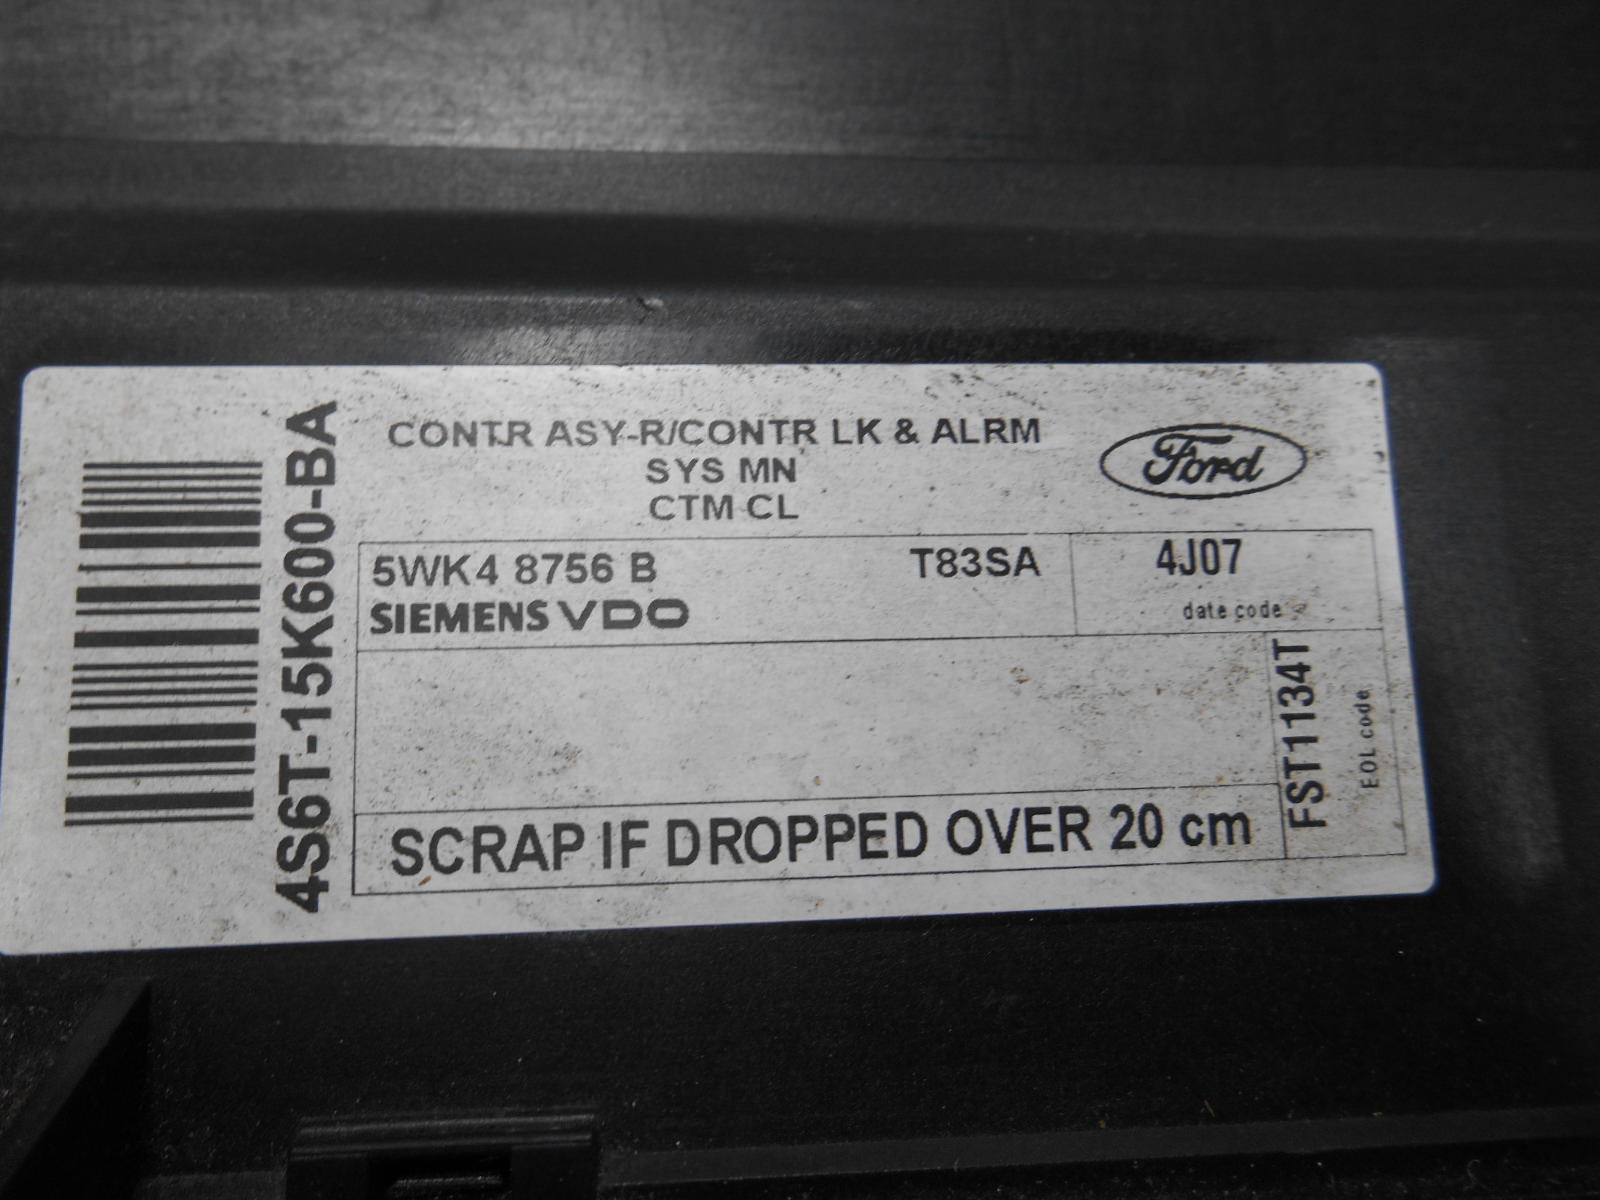 4S6T-15K600-BA
CONTR ASY-R/CONTR LK & ALRM
SYS MN
CTM CL
Ford
5WK4 8756 B
T83SA
4J07
SIEMENS VDO
date code
FST1134T
EOL code
SCRAP IF DROPPED OVER 20 cm